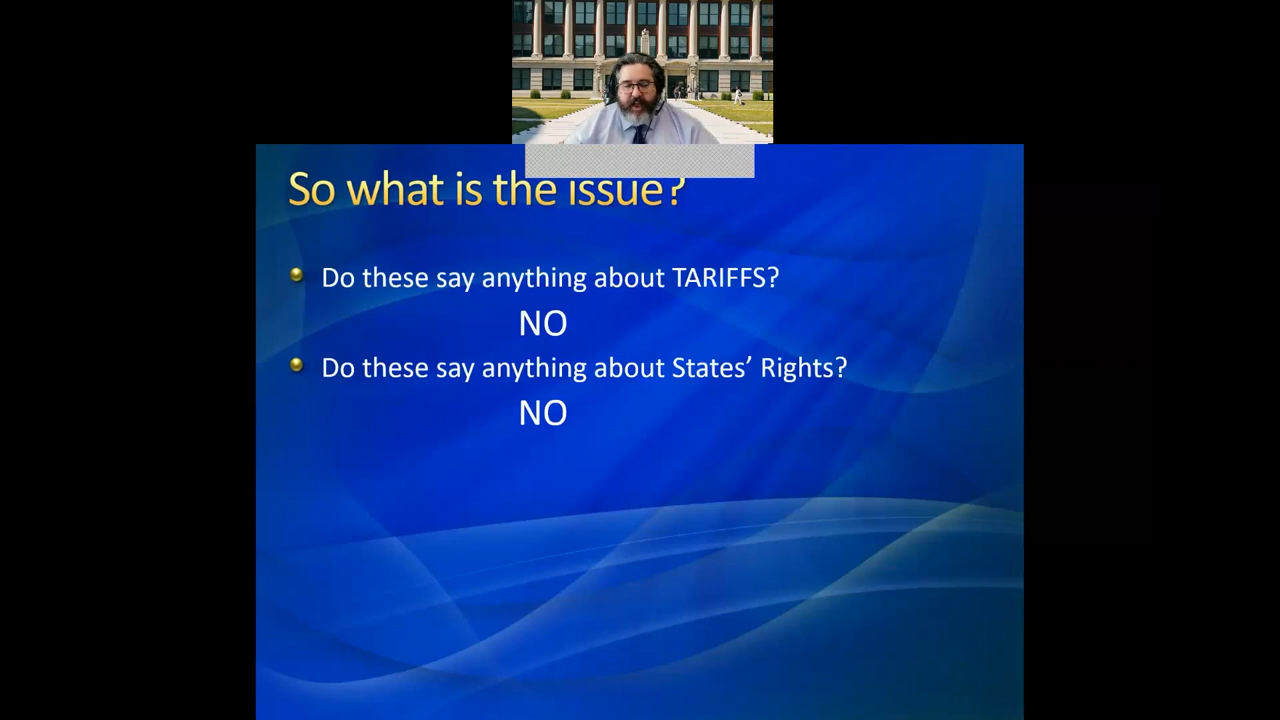 So what is the issue?
Do these say anything about TARIFFS?
NO
Do these say anything about States’ Rights?
NO